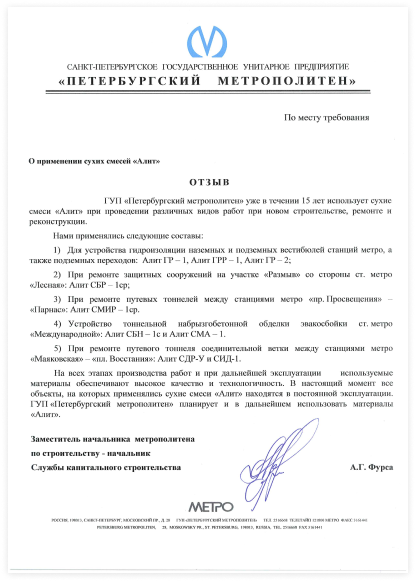 САНКТ-ПЕТЕРБУРГСКОЕ ГОСУДАРСТВЕННОЕ УНИТАРНОЕ ПРЕДПРИЯТИЕ
«ПЕТЕРБУРГСКИЙ МЕТРОПОЛИТЕН»
По месту требования
О применении сухих смесей «Алит»
ОТЗЫВ
ГУП «Петербургский метрополитен» уже в течении 15 лет использует сухие
смеси «Алит» при проведении различных видов работ при новом строительстве, ремонте и
реконструкции.
Нами применялись следующие составы:
1) Для устройства гидроизоляции наземных и подземных вестибюлей станций метро, а
также подземных переходов: Алит ГР – 1, Алит ГРР – 1, Алит ГР – 2;
2) При ремонте защитных сооружений на участке «Размыв» со стороны ст. метро
«Лесная»: Алит СБР – 1ср;
3) При ремонте путевых тоннелей между станциями метро «пр. Просвещения» –
«Парнас»: Алит СМИР – 1ср.
4) Устройство тоннельной набрызгобетонной обделки эвакосбойки ст. метро
«Международной»: Алит СБН – 1с и Алит СМА – 1.
5) При ремонте путевого тоннеля соединительной ветки между станциями метро
«Маяковская» – «пл. Восстания»: Алит СДР-У и СИД-1.
На всех этапах производства работ и при дальнейшей эксплуатации используемые
материалы обеспечивают высокое качество и технологичность. В настоящий момент все
объекты, на которых применялись сухие смеси «Алит» находятся в постоянной эксплуатации.
ГУП «Петербургский метрополитен» планирует и в дальнейшем использовать материалы
«Алит».
Заместитель начальника метрополитена
по строительству - начальник
Службы капитального строительства А.Г. Фурса
МЕТРО
РОССИЯ, 190013, САНКТ-ПЕТЕРБУРГ, МОСКОВСКИЙ ПР., Д. 28 ГУП «ПЕТЕРБУРГСКИЙ МЕТРОПОЛИТЕН» ТЕЛ 2516668 ТЕЛЕТАЙП 121030 МЕТРО ФАКС 3161441
PETERSBURG METROPOLITEN, 28, MOSKOVSKY PR., ST. PETERSBURG, 190013, RUSSIA, TEL. 2516668 FAX 3161441